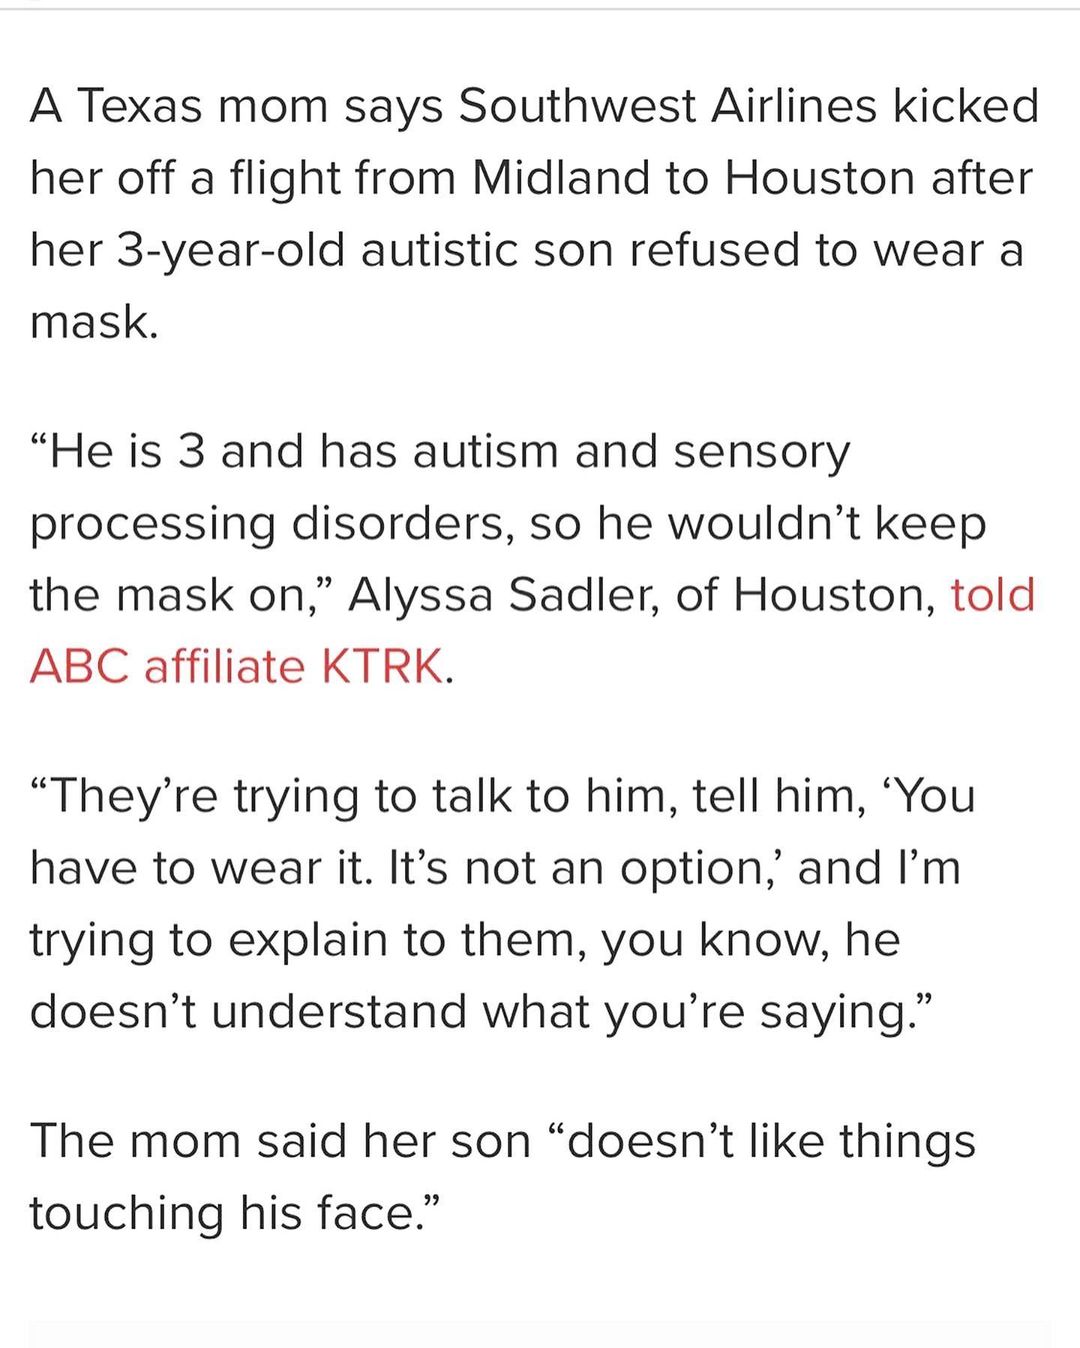 A Texas mom says Southwest Airlines kicked
her off a flight from Midland to Houston after
her 3-year-old autistic son refused to wear a
mask.
“He is 3 and has autism and sensory
processing disorders, so he wouldn’t keep
the mask on,” Alyssa Sadler, of Houston, told
ABC affiliate KTRK.
“They’re trying to talk to him, tell him, ‘You
have to wear it. It’s not an option,’ and I’m
trying to explain to them, you know, he
doesn’t understand what you’re saying.”
The mom said her son “doesn’t like things
touching his face.”